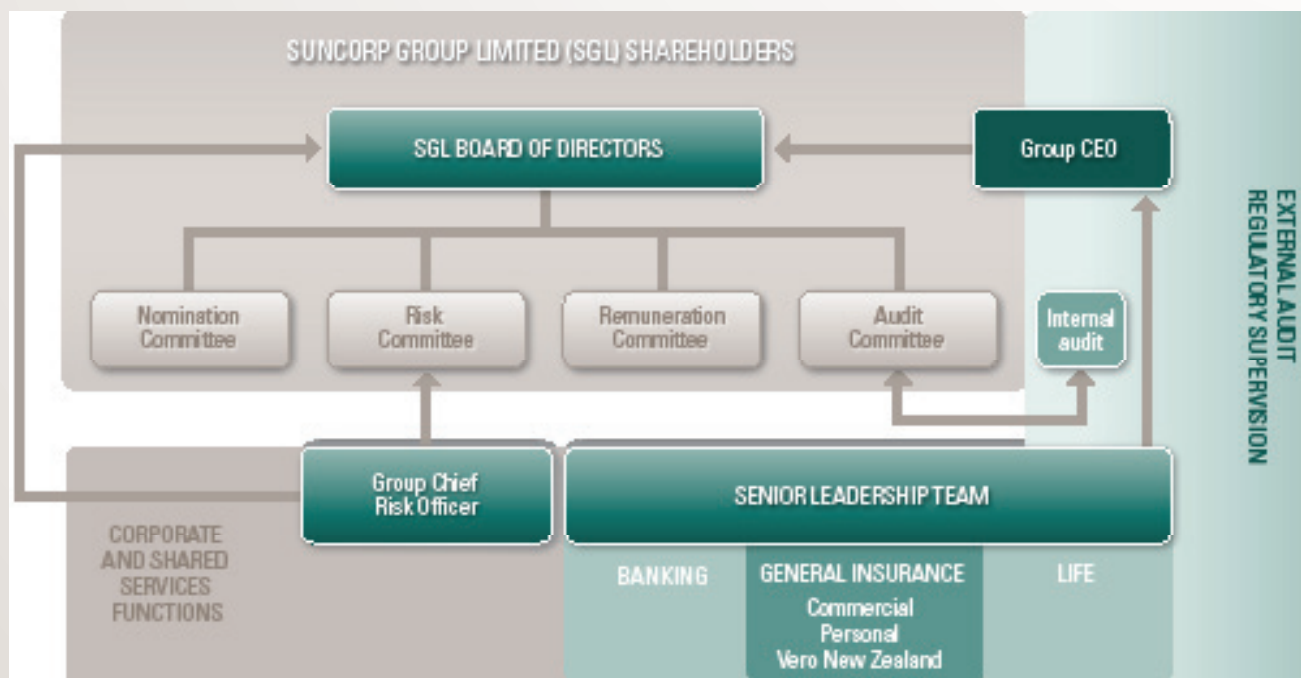 SUNCORP GROUP LIMITED (SGL) SHAREHOLDERS
SGL BOARD OF DIRECTORS
Group CEO
Nomination
Committee
Risk
Committee
Remuneration
Committee
Audit
Committee
Internal
audit
EXTERNAL AUDIT
REGULATORY SUPERVISION
Group Chief
Risk Officer
SENIOR LEADERSHIP TEAM
CORPORATE
AND SHARED
SERVICES
FUNCTIONS
BANKING
GENERAL INSURANCE
Commercial
Personal
Vero New Zealand
LIFE